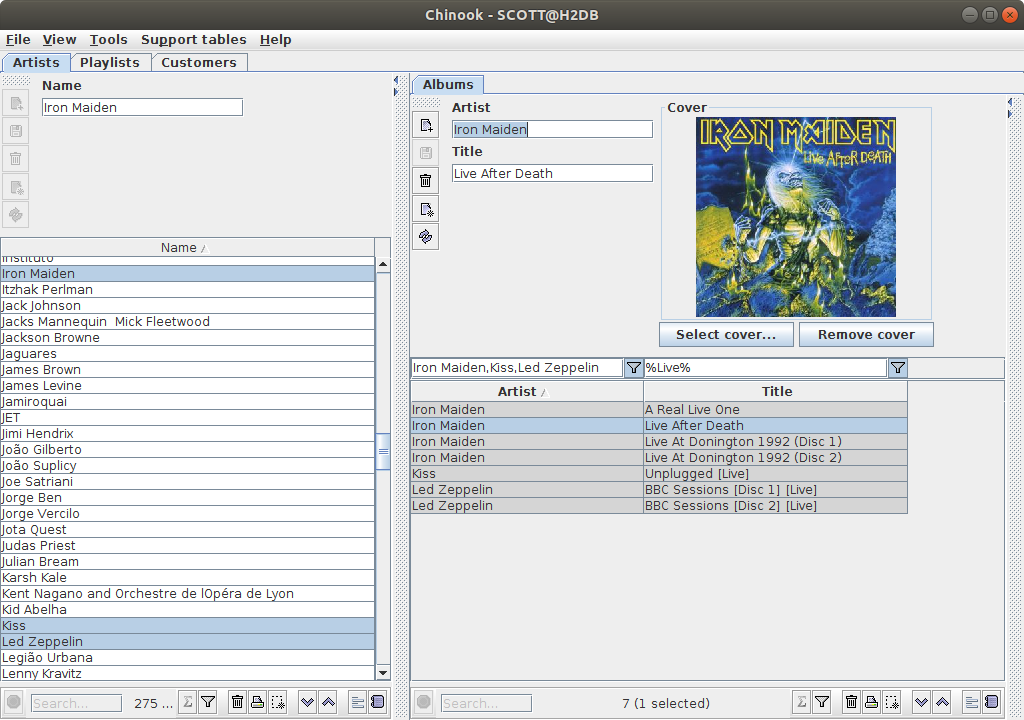 Chinook - SCOTT@H2DB
File View Tools Support tables Help
Artists Playlists Customers
Name
Iron Maiden
Name
Instituto
Iron Maiden
Itzhak Perlman
Jack Johnson
Jacks Mannequin  Mick Fleetwood
Jackson Browne
Jaguares
James Brown
James Levine
Jamiroquai
JET
Jimi Hendrix
João Gilberto
João Suplicy
Joe Satriani
Jorge Ben
Jorge Vercilo
Jota Quest
Judas Priest
Julian Bream
Karsh Kale
Kent Nagano and Orchestre de lOpéra de Lyon
Kid Abelha
Kiss
Led Zeppelin
Legião Urbana
Lenny Kravitz
Search... 275 ...
Albums
Artist
Iron Maiden
Title
Live After Death
Cover
IRON MAIDEN
LIVE AFTER DEATH
Select cover... Remove cover
Iron Maiden,Kiss,Led Zeppelin %Live%
Artist Title
Iron Maiden A Real Live One
Iron Maiden Live After Death
Iron Maiden Live At Donington 1992 (Disc 1)
Iron Maiden Live At Donington 1992 (Disc 2)
Kiss Unplugged [Live]
Led Zeppelin BBC Sessions [Disc 1] [Live]
Led Zeppelin BBC Sessions [Disc 2] [Live]
Search... 7 (1 selected)